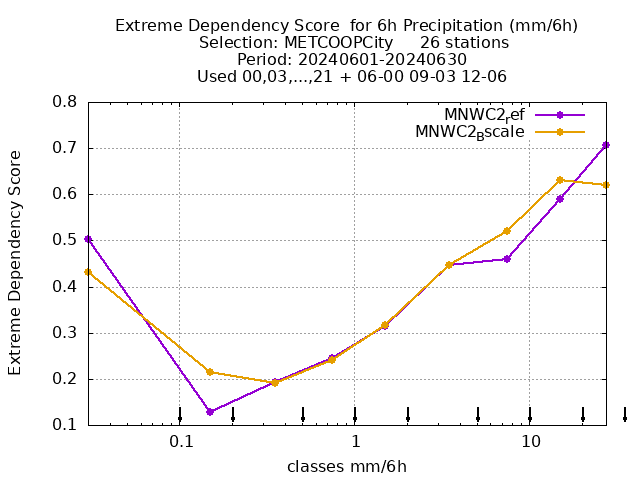 Extreme Dependency Score  for 6h Precipitation (mm/6h)
Selection: METCOOPCity     26 stations
Period: 20240601-20240630
Used 00,03,...,21 + 06-00 09-03 12-06
MNWC2ref
MNWC2Bscale
Extreme Dependency Score
0.8
0.7
0.6
0.5
0.4
0.3
0.2
0.1
0.1 1 10
classes mm/6h